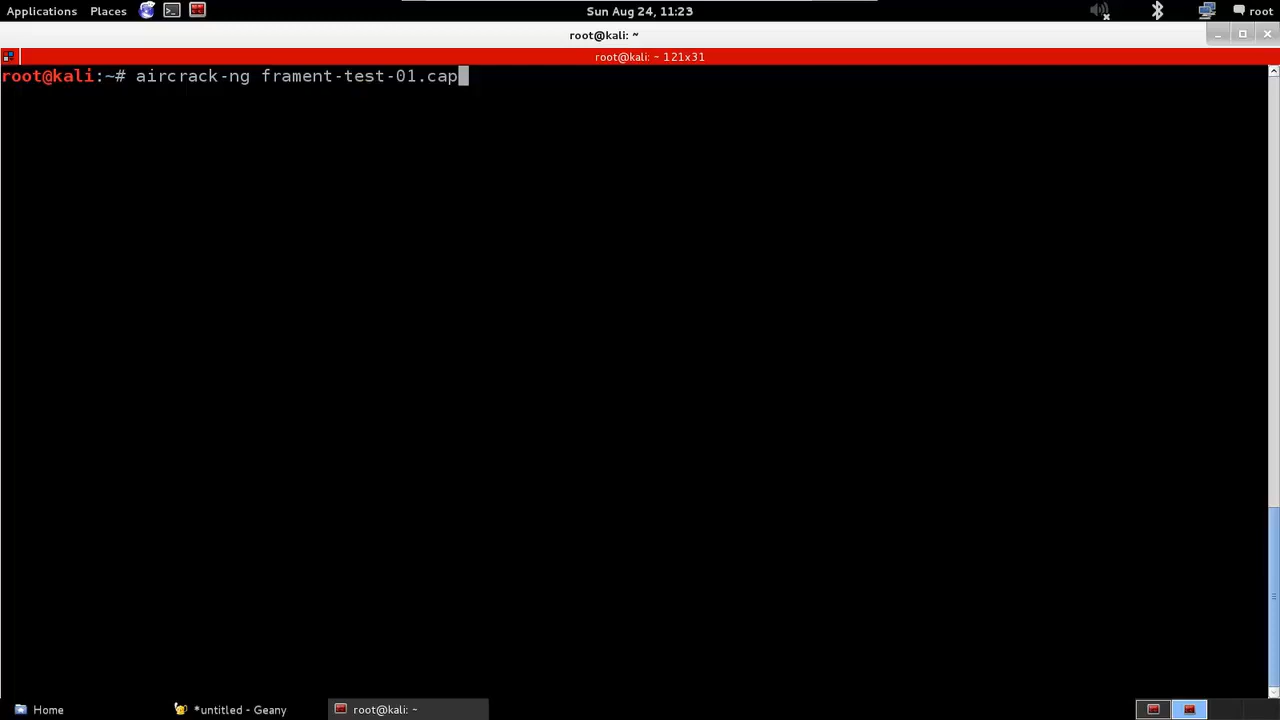 Applications Places Sun Aug 24, 11:23 root
root@kali: ~
root@kali: ~ 121x31
root@kali:~# aircrack-ng frament-test-01.cap
Home *untitled - Geany root@kali: ~